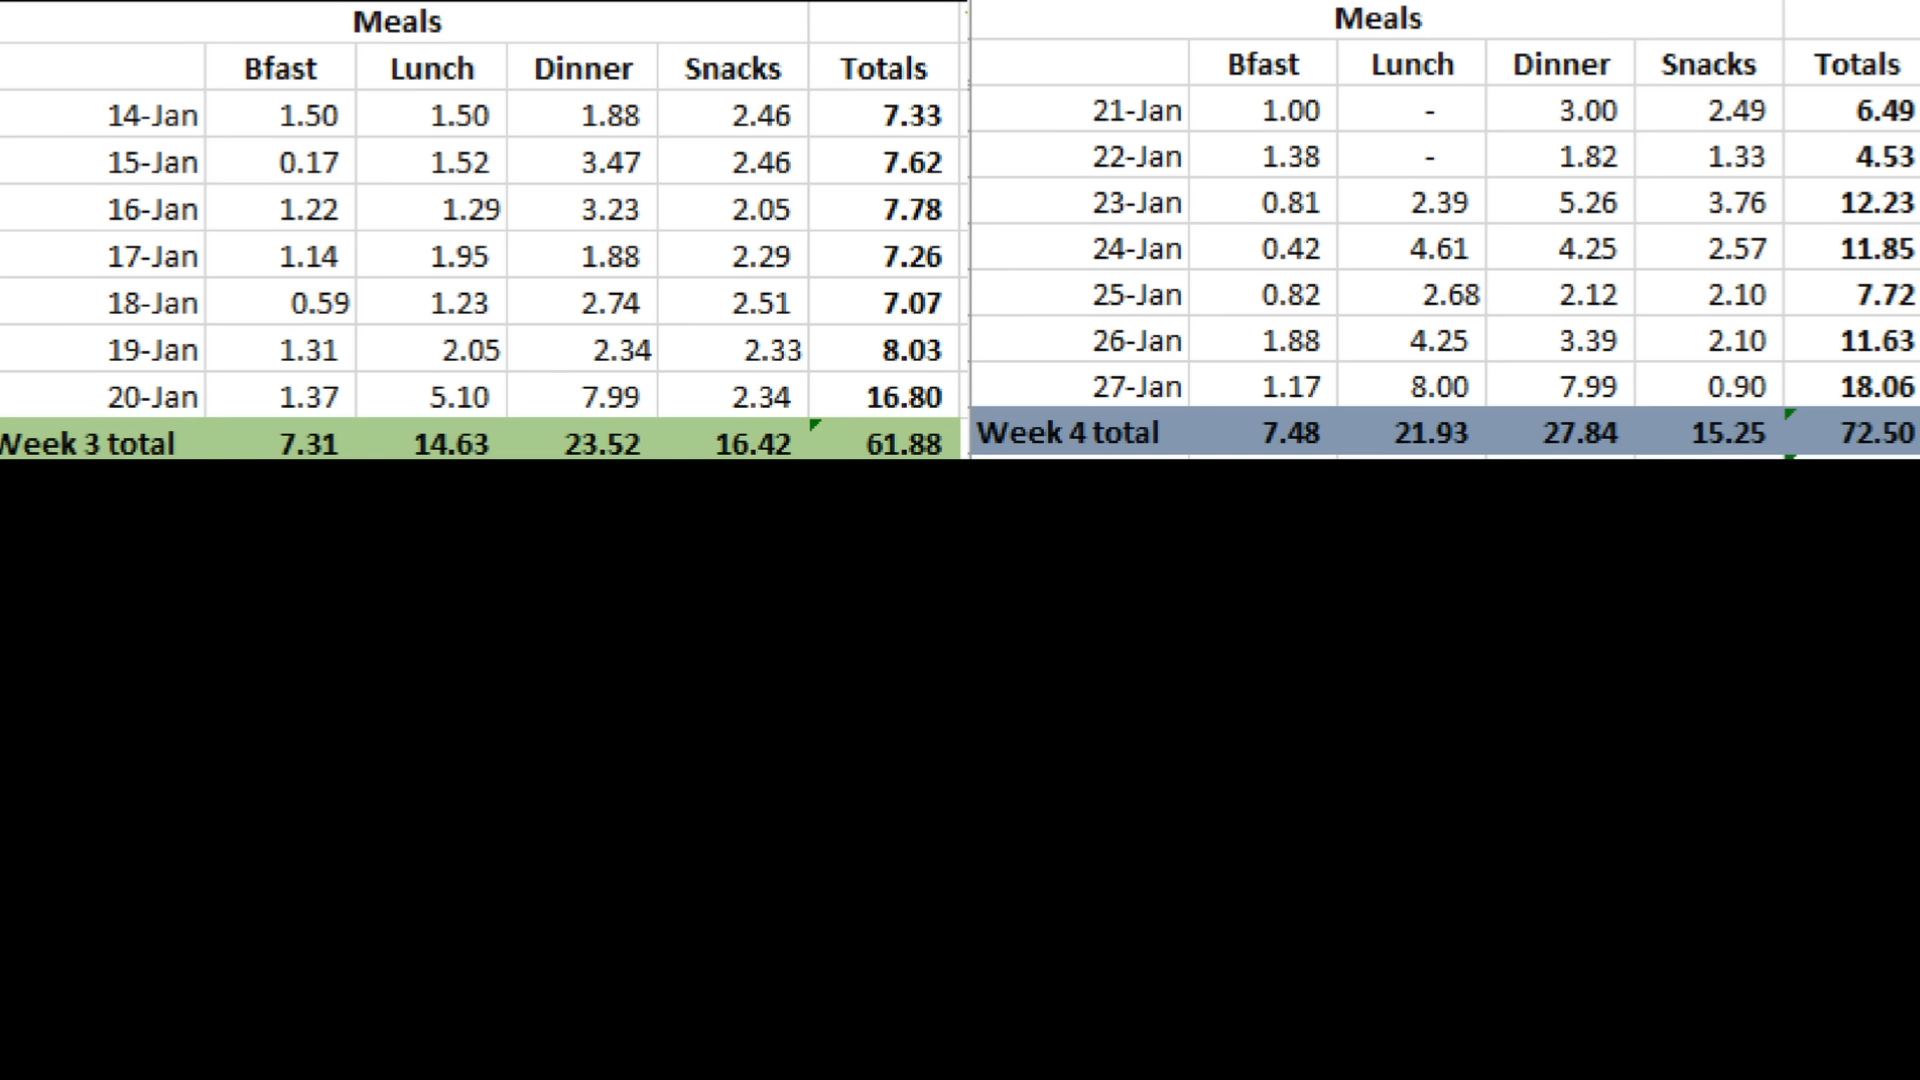 Meals
Bfast Lunch Dinner Snacks Totals
14-Jan 1.50 1.50 1.88 2.46 7.33
15-Jan 0.17 1.52 3.47 2.46 7.62
16-Jan 1.22 1.29 3.23 2.05 7.78
17-Jan 1.14 1.95 1.88 2.29 7.26
18-Jan 0.59 1.23 2.74 2.51 7.07
19-Jan 1.31 2.05 2.34 2.33 8.03
20-Jan 1.37 5.10 7.99 2.34 16.80
Week 3 total 7.31 14.63 23.52 16.42 61.88
Meals
Bfast Lunch Dinner Snacks Totals
21-Jan 1.00 - 3.00 2.49 6.49
22-Jan 1.38 - 1.82 1.33 4.53
23-Jan 0.81 2.39 5.26 3.76 12.23
24-Jan 0.42 4.61 4.25 2.57 11.85
25-Jan 0.82 2.68 2.12 2.10 7.72
26-Jan 1.88 4.25 3.39 2.10 11.63
27-Jan 1.17 8.00 7.99 0.90 18.06
Week 4 total 7.48 21.93 27.84 15.25 72.50